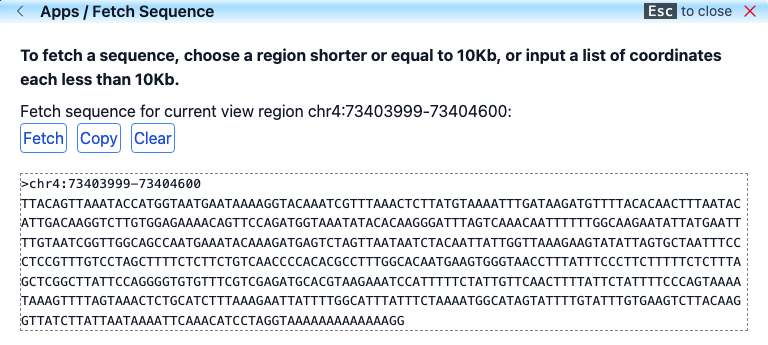 Apps / Fetch Sequence
Esc to close
To fetch a sequence, choose a region shorter or equal to 10Kb, or input a list of coordinates
each less than 10Kb.
Fetch sequence for current view region chr4:73403999-73404600:
Fetch Copy Clear
>chr4:73403999-73404600
TTACAGTTAAATACCATGGTAATGAATAAAAGGTACAAATCGTTTAAACTCTTATGTAAAATTTGATAAGATGTTTTACACAACTTTAATAC
ATTGACAAGGTCTTGTGGAGAAAACAGTTCCAGATGGTAAATATACACAAGGGATTTAGTCAAACAATTTTTTGGCAAGAATATTATGAATT
TTGTAATCGGTTGGCAGCCAATGAAATACAAAGATGAGTCTAGTTAATAATCTACAATTATTGGTTAAAGAAGTATATTAGTGCTAATTTCC
CTCCGTTTGTCCTAGCTTTTCTCTTCTGTCAACCCCACACGCCTTTGGCACAATGAAGTGGGTAACCTTTATTTCCCTTCTTTTTCTCTTTA
GCTCGGCTTATTCCAGGGGTGTGTTTCGTCGAGATGCACGTAAGAAATCCATTTTTCTATTGTTCAACTTTTATTCTATTTTCCCAGTAAAA
TAAAGTTTTAGTAAACTCTGCATCTTTAAAGAATTATTTTGGCATTTATTTCTAAAATGGCATAGTATTTTGTATTTGTGAAGTCTTACAAG
GTTATCTTATTAATAAAATTCAAACATCCTAGGTAAAAAAAAAAAAAGG